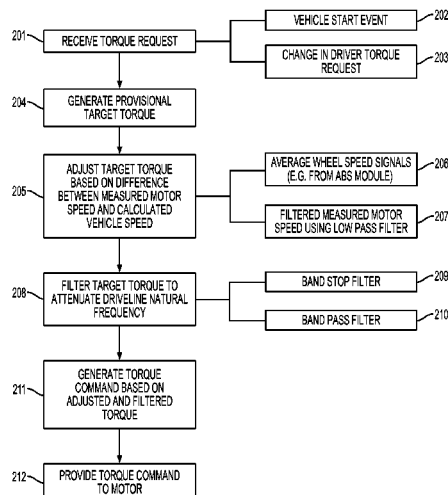 201
RECEIVE TORQUE REQUEST
VEHICLE START EVENT
202
CHANGE IN DRIVER TORQUE
REQUEST
203
204
GENERATE PROVISIONAL
TARGET TORQUE
205
ADJUST TARGET TORQUE
BASED ON DIFFERENCE
BETWEEN MEASURED MOTOR
SPEED AND CALCULATED
VEHICLE SPEED
AVERAGE WHEEL SPEED SIGNALS
(E.G. FROM ABS MODULE)
206
FILTERED MEASURED MOTOR
SPEED USING LOW PASS FILTER
207
208
FILTER TARGET TORQUE TO
ATTENUATE DRIVELINE NATURAL
FREQUENCY
BAND STOP FILTER
209
BAND PASS FILTER
210
211
GENERATE TORQUE
COMMAND BASED ON
ADJUSTED AND FILTERED
TORQUE
212
PROVIDE TORQUE COMMAND
TO MOTOR